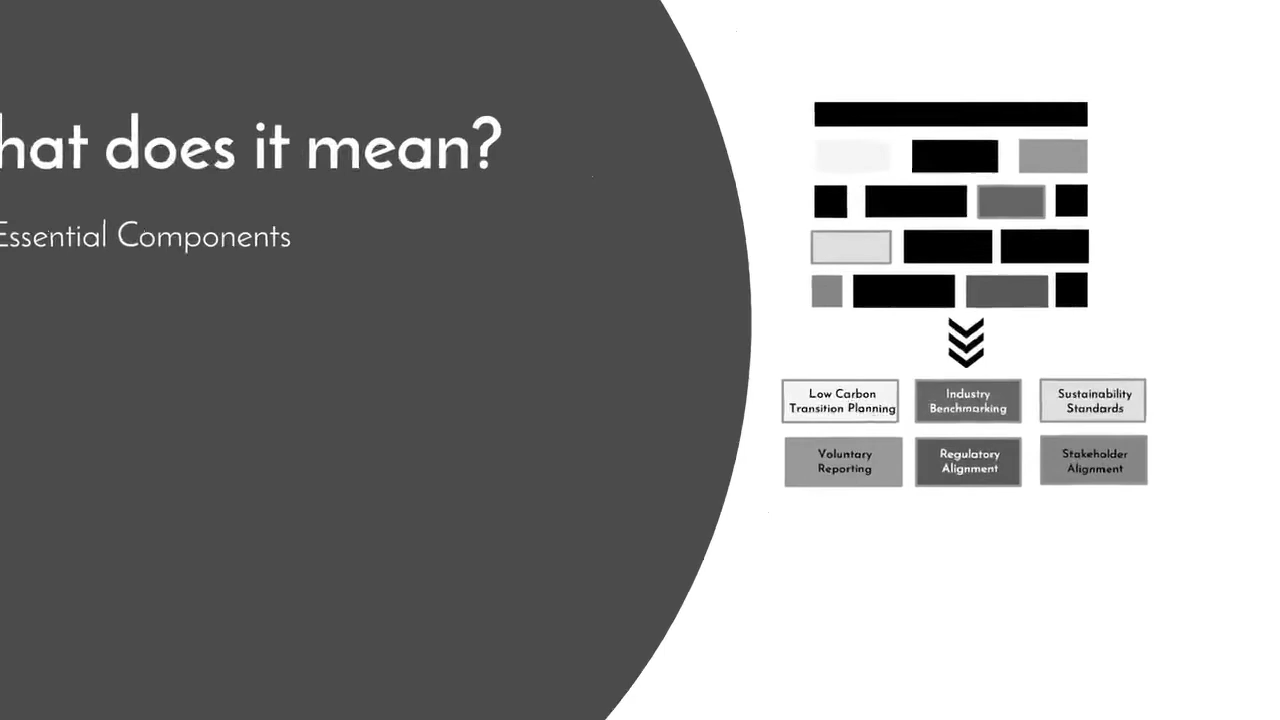 hat does it mean?
Essential Components
Low Carbon
Transition Planning
Industry
Benchmarking
Sustainability
Standards
Voluntary
Reporting
Regulatory
Alignment
Stakeholder
Alignment